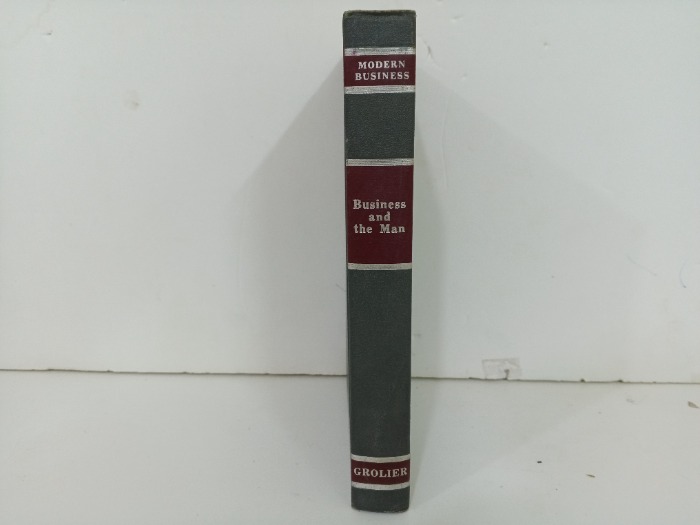 MODERN
BUSINESS
Business
and
the Man
GROLIER